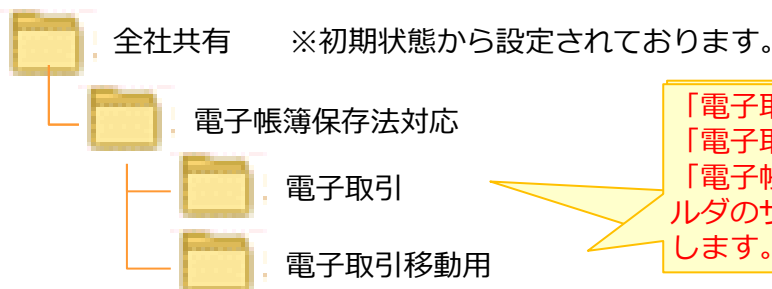 全社共有 ※初期状態から設定されております。
電子帳簿保存法対応
電子取引
電子取引移動用
「電子取
「電子取
「電子帳
ルダのサ
します。